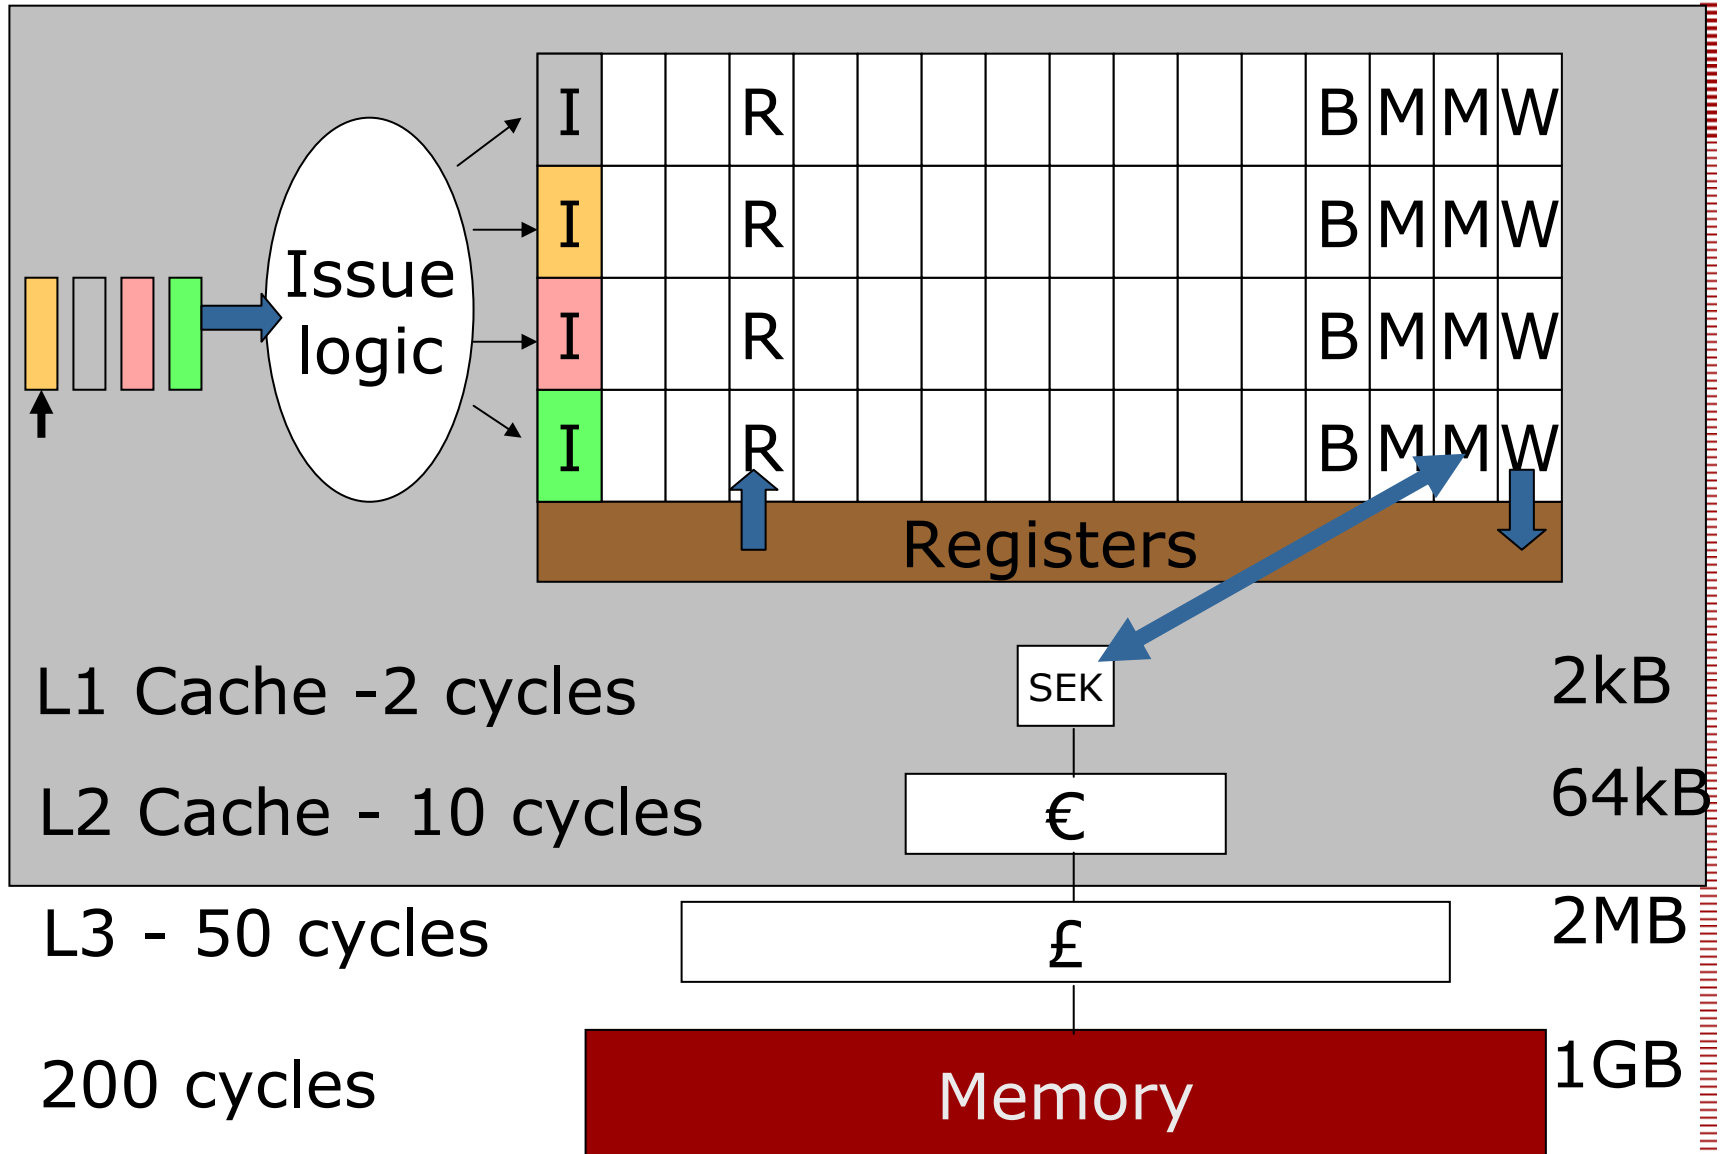 I R B M M W
I R B M M W
Issue
logic
I R B M M W
I R B M M W
Registers
L1 Cache -2 cycles SEK 2kB
L2 Cache - 10 cycles € 64kB
L3 - 50 cycles £ 2MB
200 cycles Memory 1GB